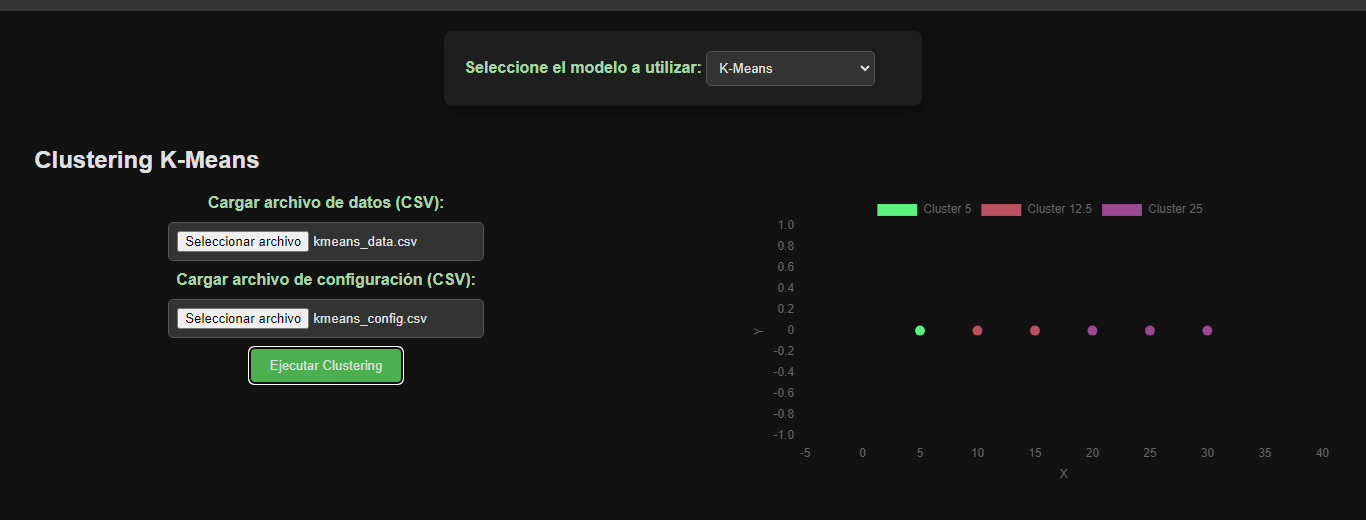 Seleccione el modelo a utilizar: K-Means
Clustering K-Means
Cargar archivo de datos (CSV):
Seleccionar archivo kmeans_data.csv
Cargar archivo de configuración (CSV):
Seleccionar archivo kmeans_config.csv
Ejecutar Clustering
Cluster 5 Cluster 12.5 Cluster 25
1.0
0.8
0.6
0.4
0.2
0
-0.2
-0.4
-0.6
-0.8
-1.0
Y
-5 0 5 10 15 20 25 30 35 40
X